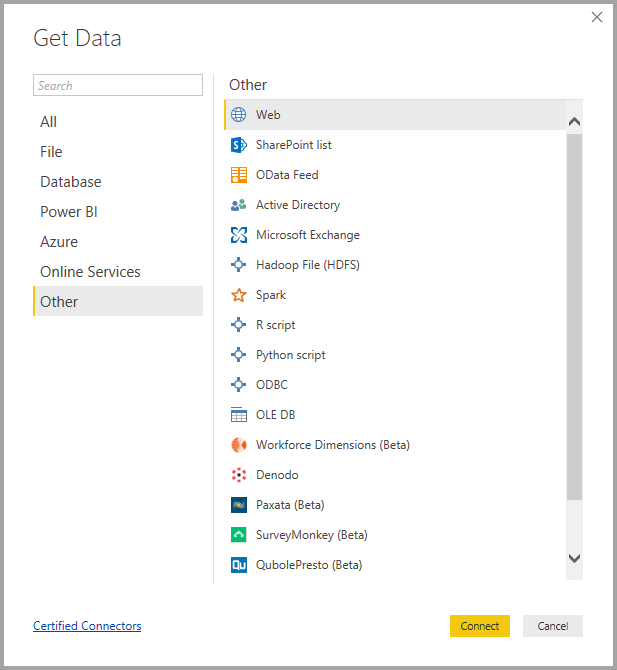 Get Data
Search
All
File
Database
Power BI
Azure
Online Services
Other
Other
Web
SharePoint list
OData Feed
Active Directory
Microsoft Exchange
Hadoop File (HDFS)
Spark
R script
Python script
ODBC
OLE DB
Workforce Dimensions (Beta)
Denodo
Paxata (Beta)
SurveyMonkey (Beta)
Qu QubolePresto (Beta)
Certified Connectors
Connect
Cancel